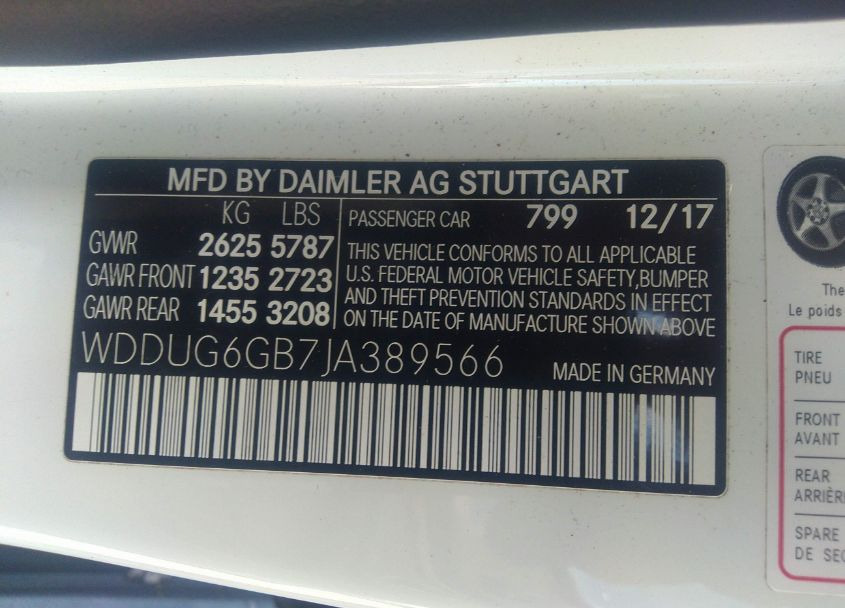 MFD BY DAIMLER AG STUTTGART
KG LBS
GVWR 2625 5787
GAWR FRONT 1235 2723
GAWR REAR 1455 3208
PASSENGER CAR 799 12/17
THIS VEHICLE CONFORMS TO ALL APPLICABLE
U.S. FEDERAL MOTOR VEHICLE SAFETY,BUMPER
AND THEFT PREVENTION STANDARDS IN EFFECT
ON THE DATE OF MANUFACTURE SHOWN ABOVE
WDDUG6GB7JA389566
MADE IN GERMANY
The
Le poids
TIRE
PNEU
FRONT
AVANT
REAR
SPARE
DE